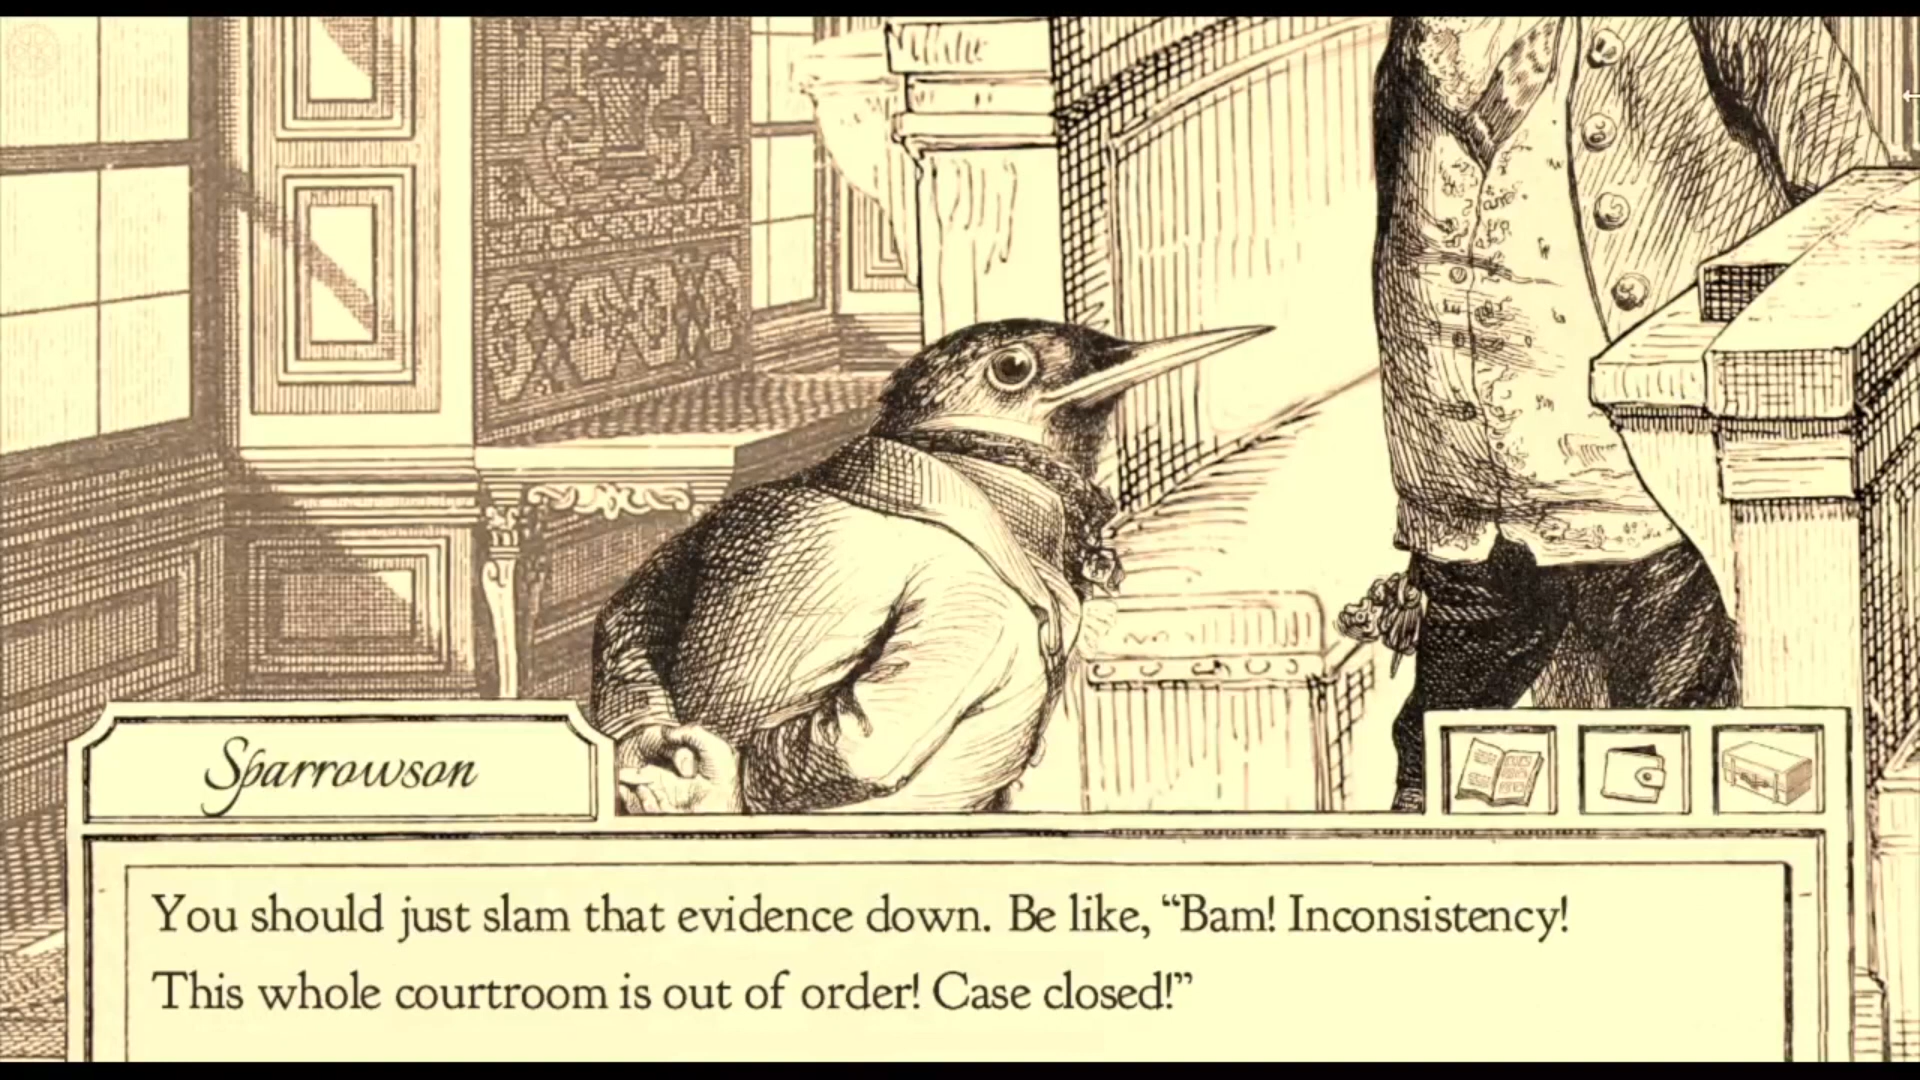 Sparrowson
You should just slam that evidence down. Be like, “Bam! Inconsistency!
This whole courtroom is out of order! Case closed!”